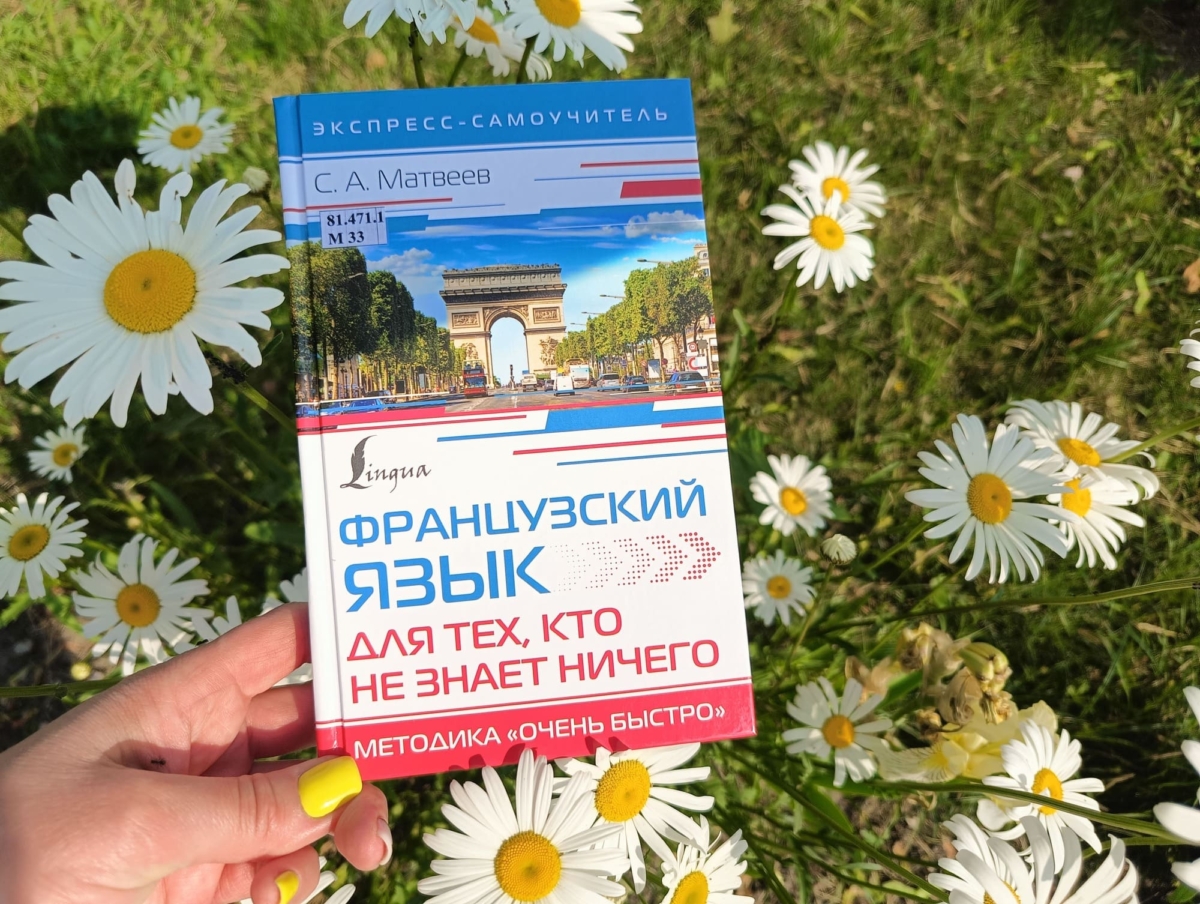 ЭКСПРЕСС-САМОУЧИТЕЛЬ
С. А. Матвеев
81.471.1
М 33
Lingua
ФРАНЦУЗСКИЙ
ЯЗЫК
ДЛЯ ТЕХ, КТО
НЕ ЗНАЕТ НИЧЕГО
МЕТОДИКА «ОЧЕНЬ БЫСТРО»